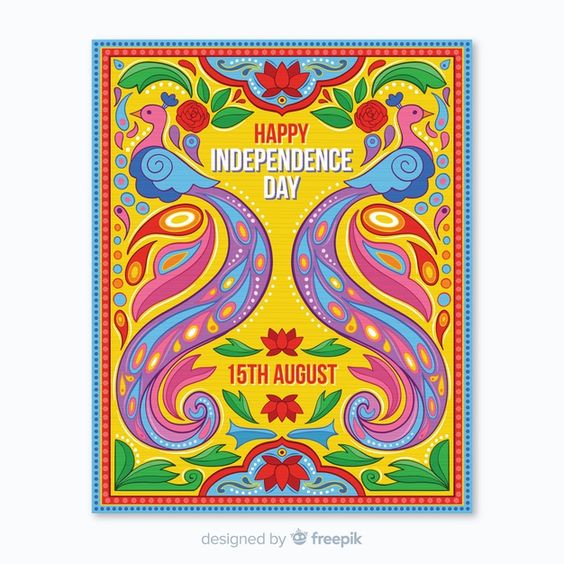 HAPPY
INDEPENDENCE
DAY
15TH AUGUST
designed by freepik